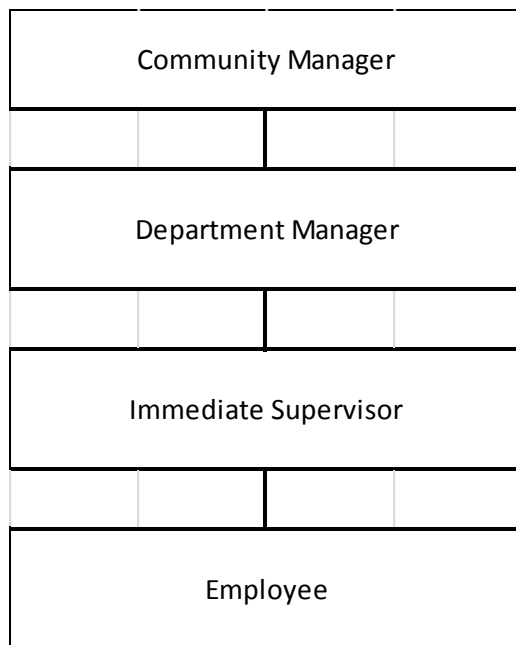 Community Manager
Department Manager
Immediate Supervisor
Employee